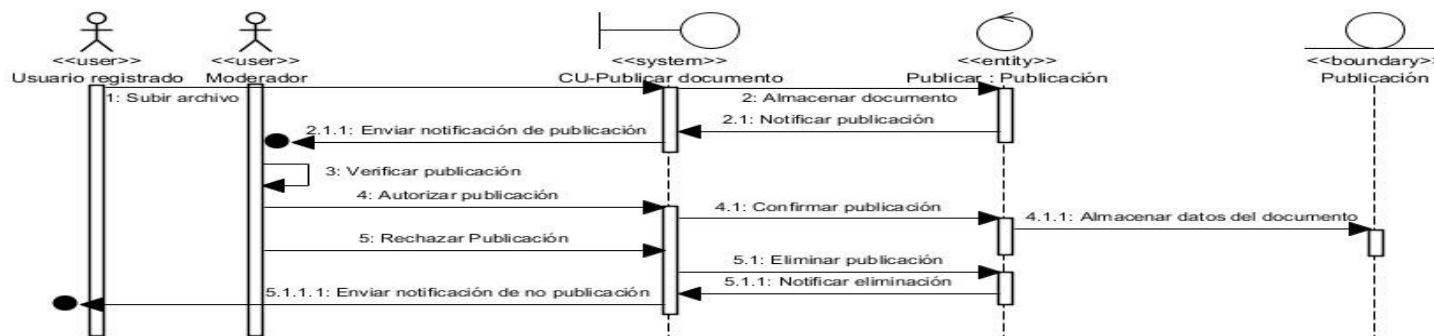 <<user>>
Usuario registrado
<<user>>
Moderador
<<system>>
CU-Publicar documento
<<entity>>
Publicar : Publicación
<<boundary>>
Publicación
1: Subir archivo
2: Almacenar documento
2.1: Notificar publicación
2.1.1: Enviar notificación de publicación
3: Verificar publicación
4: Autorizar publicación
4.1: Confirmar publicación
4.1.1: Almacenar datos del documento
5: Rechazar Publicación
5.1: Eliminar publicación
5.1.1: Notificar eliminación
5.1.1.1: Enviar notificación de no publicación